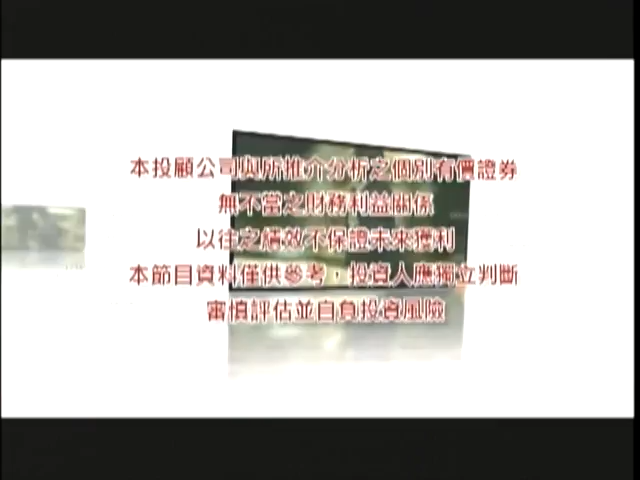 本投顧公司與所推介分析之個別有價證券
無不當之財務利益關係
以往之績效不保證未來獲利
本節目資料僅供參考，投資人應獨立判斷
審慎評估並自負投資風險